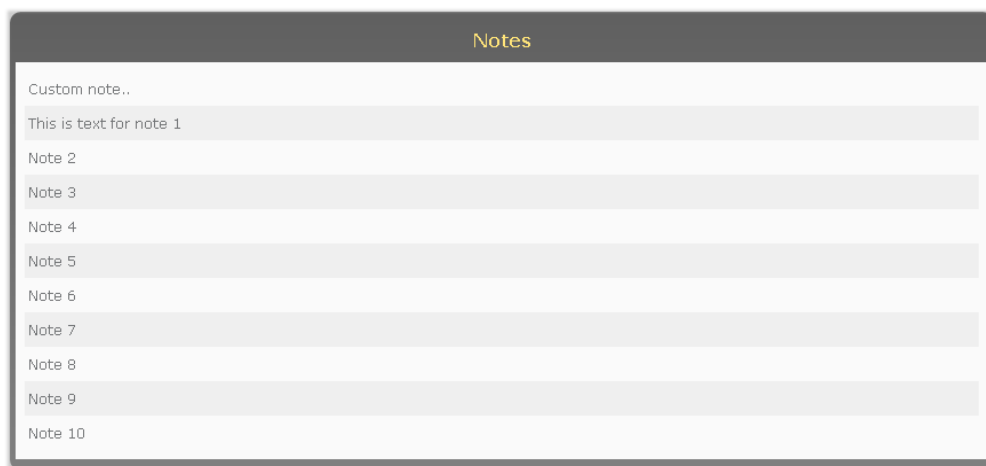 Notes
Custom note..
This is text for note 1
Note 2
Note 3
Note 4
Note 5
Note 6
Note 7
Note 8
Note 9
Note 10